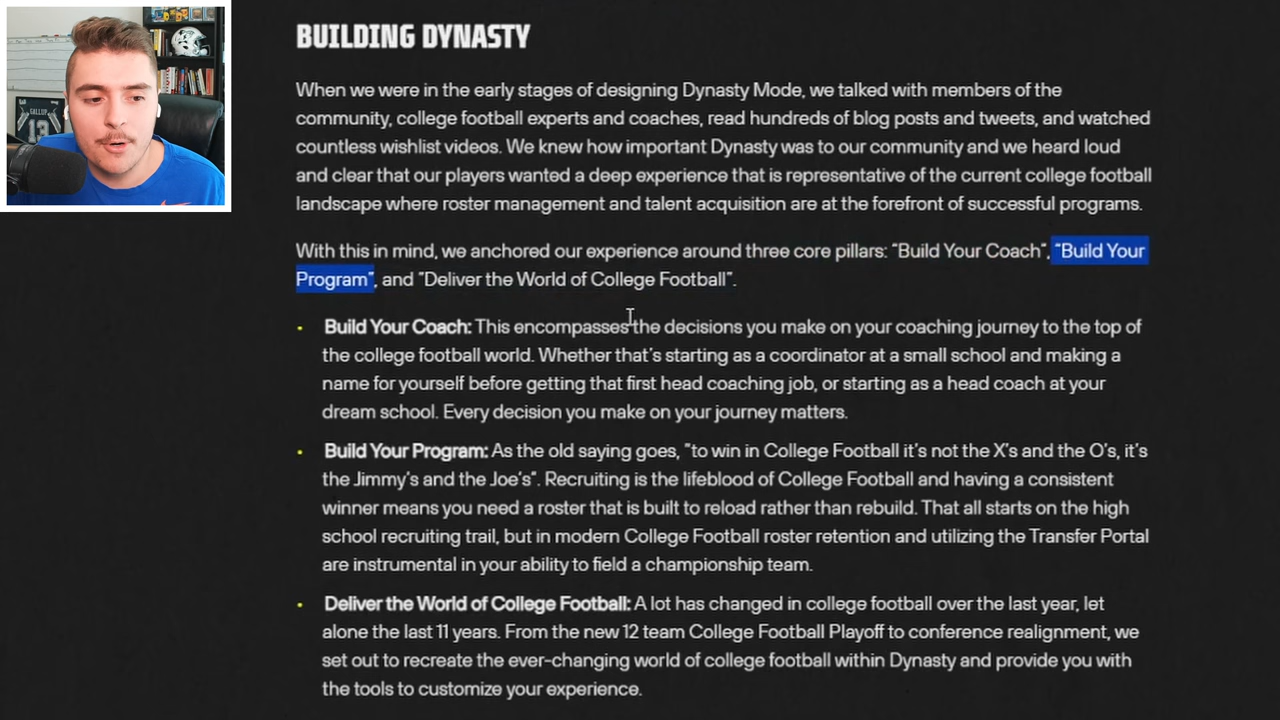 BUILDING DYNASTY
When we were in the early stages of designing Dynasty Mode, we talked with members of the
community, college football experts and coaches, read hundreds of blog posts and tweets, and watched
countless wishlist videos. We knew how important Dynasty was to our community and we heard loud
and clear that our players wanted a deep experience that is representative of the current college football
landscape where roster management and talent acquisition are at the forefront of successful programs.
With this in mind, we anchored our experience around three core pillars: “Build Your Coach”, “Build Your
Program”, and “Deliver the World of College Football”.
• Build Your Coach: This encompasses the decisions you make on your coaching journey to the top of
the college football world. Whether that’s starting as a coordinator at a small school and making a
name for yourself before getting that first head coaching job, or starting as a head coach at your
dream school. Every decision you make on your journey matters.
• Build Your Program: As the old saying goes, “to win in College Football it’s not the X’s and the O’s, it’s
the Jimmy’s and the Joe’s”. Recruiting is the lifeblood of College Football and having a consistent
winner means you need a roster that is built to reload rather than rebuild. That all starts on the high
school recruiting trail, but in modern College Football roster retention and utilizing the Transfer Portal
are instrumental in your ability to field a championship team.
• Deliver the World of College Football: A lot has changed in college football over the last year, let
alone the last 11 years. From the new 12 team College Football Playoff to conference realignment, we
set out to recreate the ever-changing world of college football within Dynasty and provide you with
the tools to customize your experience.
GALLUP
13